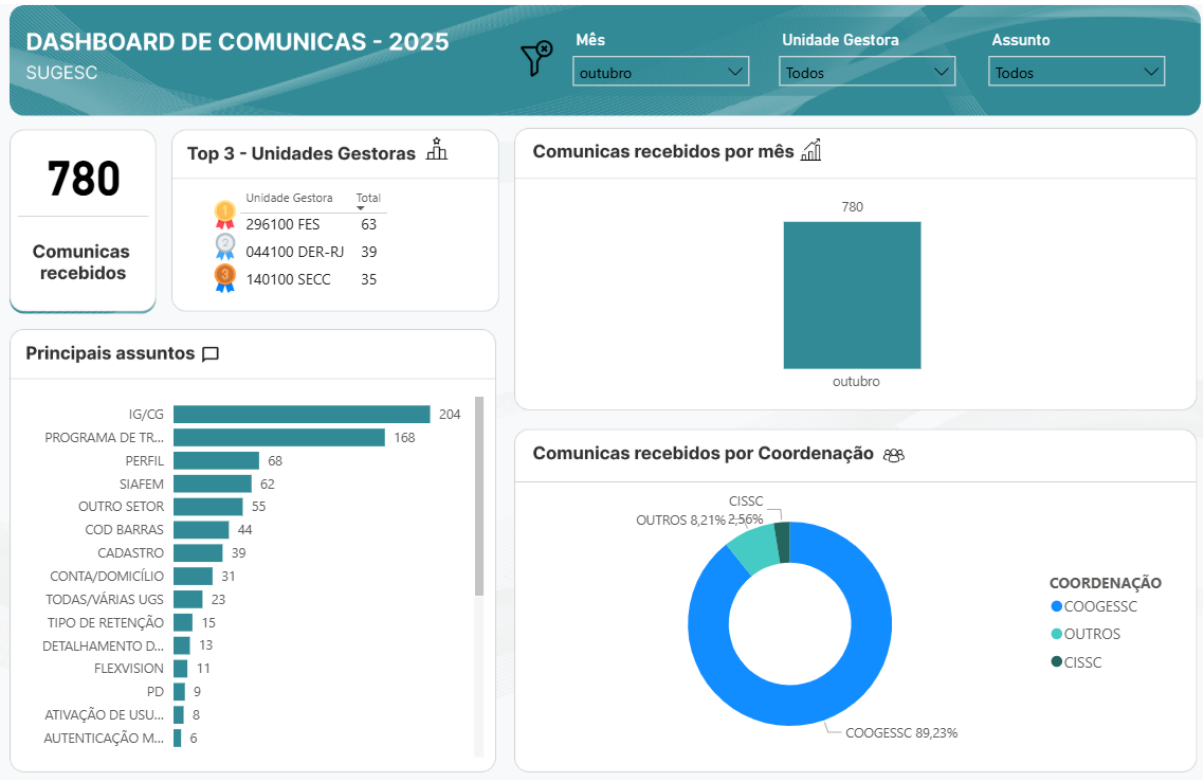 DASHBOARD DE COMUNICAS - 2025
SUGESC
Mês
outubro
Unidade Gestora
Todos
Assunto
Todos
780
Comunicas
recebidos
Top 3 - Unidades Gestoras
Unidade Gestora Total
1 296100 FES 63
2 044100 DER-RJ 39
3 140100 SECC 35
Comunicas recebidos por mês
780
outubro
Principais assuntos
IG/CG 204
PROGRAMA DE TR... 168
PERFIL 68
SIAFEM 62
OUTRO SETOR 55
COD BARRAS 44
CADASTRO 39
CONTA/DOMICÍLIO 31
TODAS/VÁRIAS UGS 23
TIPO DE RETENÇÃO 15
DETALHAMENTO D... 13
FLEXVISION 11
PD 9
ATIVAÇÃO DE USU... 8
AUTENTICAÇÃO M... 6
Comunicas recebidos por Coordenação
CISSC
OUTROS 8,21% 2,56%
COOGESSC 89,23%
COORDENAÇÃO
COOGESSC
OUTROS
CISSC